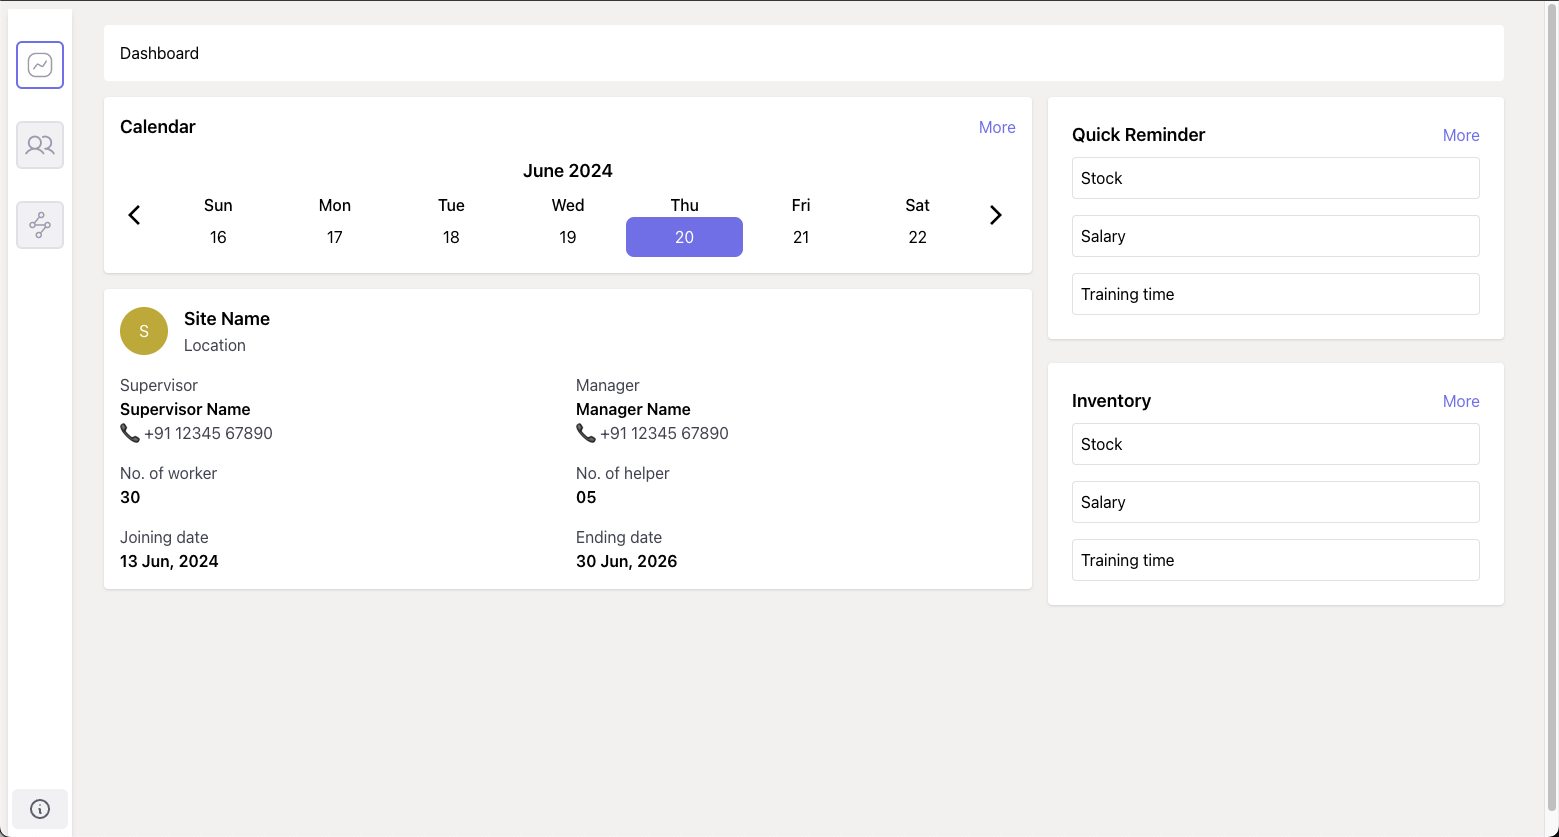 Dashboard
Calendar
More
June 2024
Sun Mon Tue Wed Thu Fri Sat
16 17 18 19 20 21 22
S
Site Name
Location
Supervisor
Supervisor Name
+91 12345 67890
Manager
Manager Name
+91 12345 67890
No. of worker
30
No. of helper
05
Joining date
13 Jun, 2024
Ending date
30 Jun, 2026
Quick Reminder
More
Stock
Salary
Training time
Inventory
More
Stock
Salary
Training time